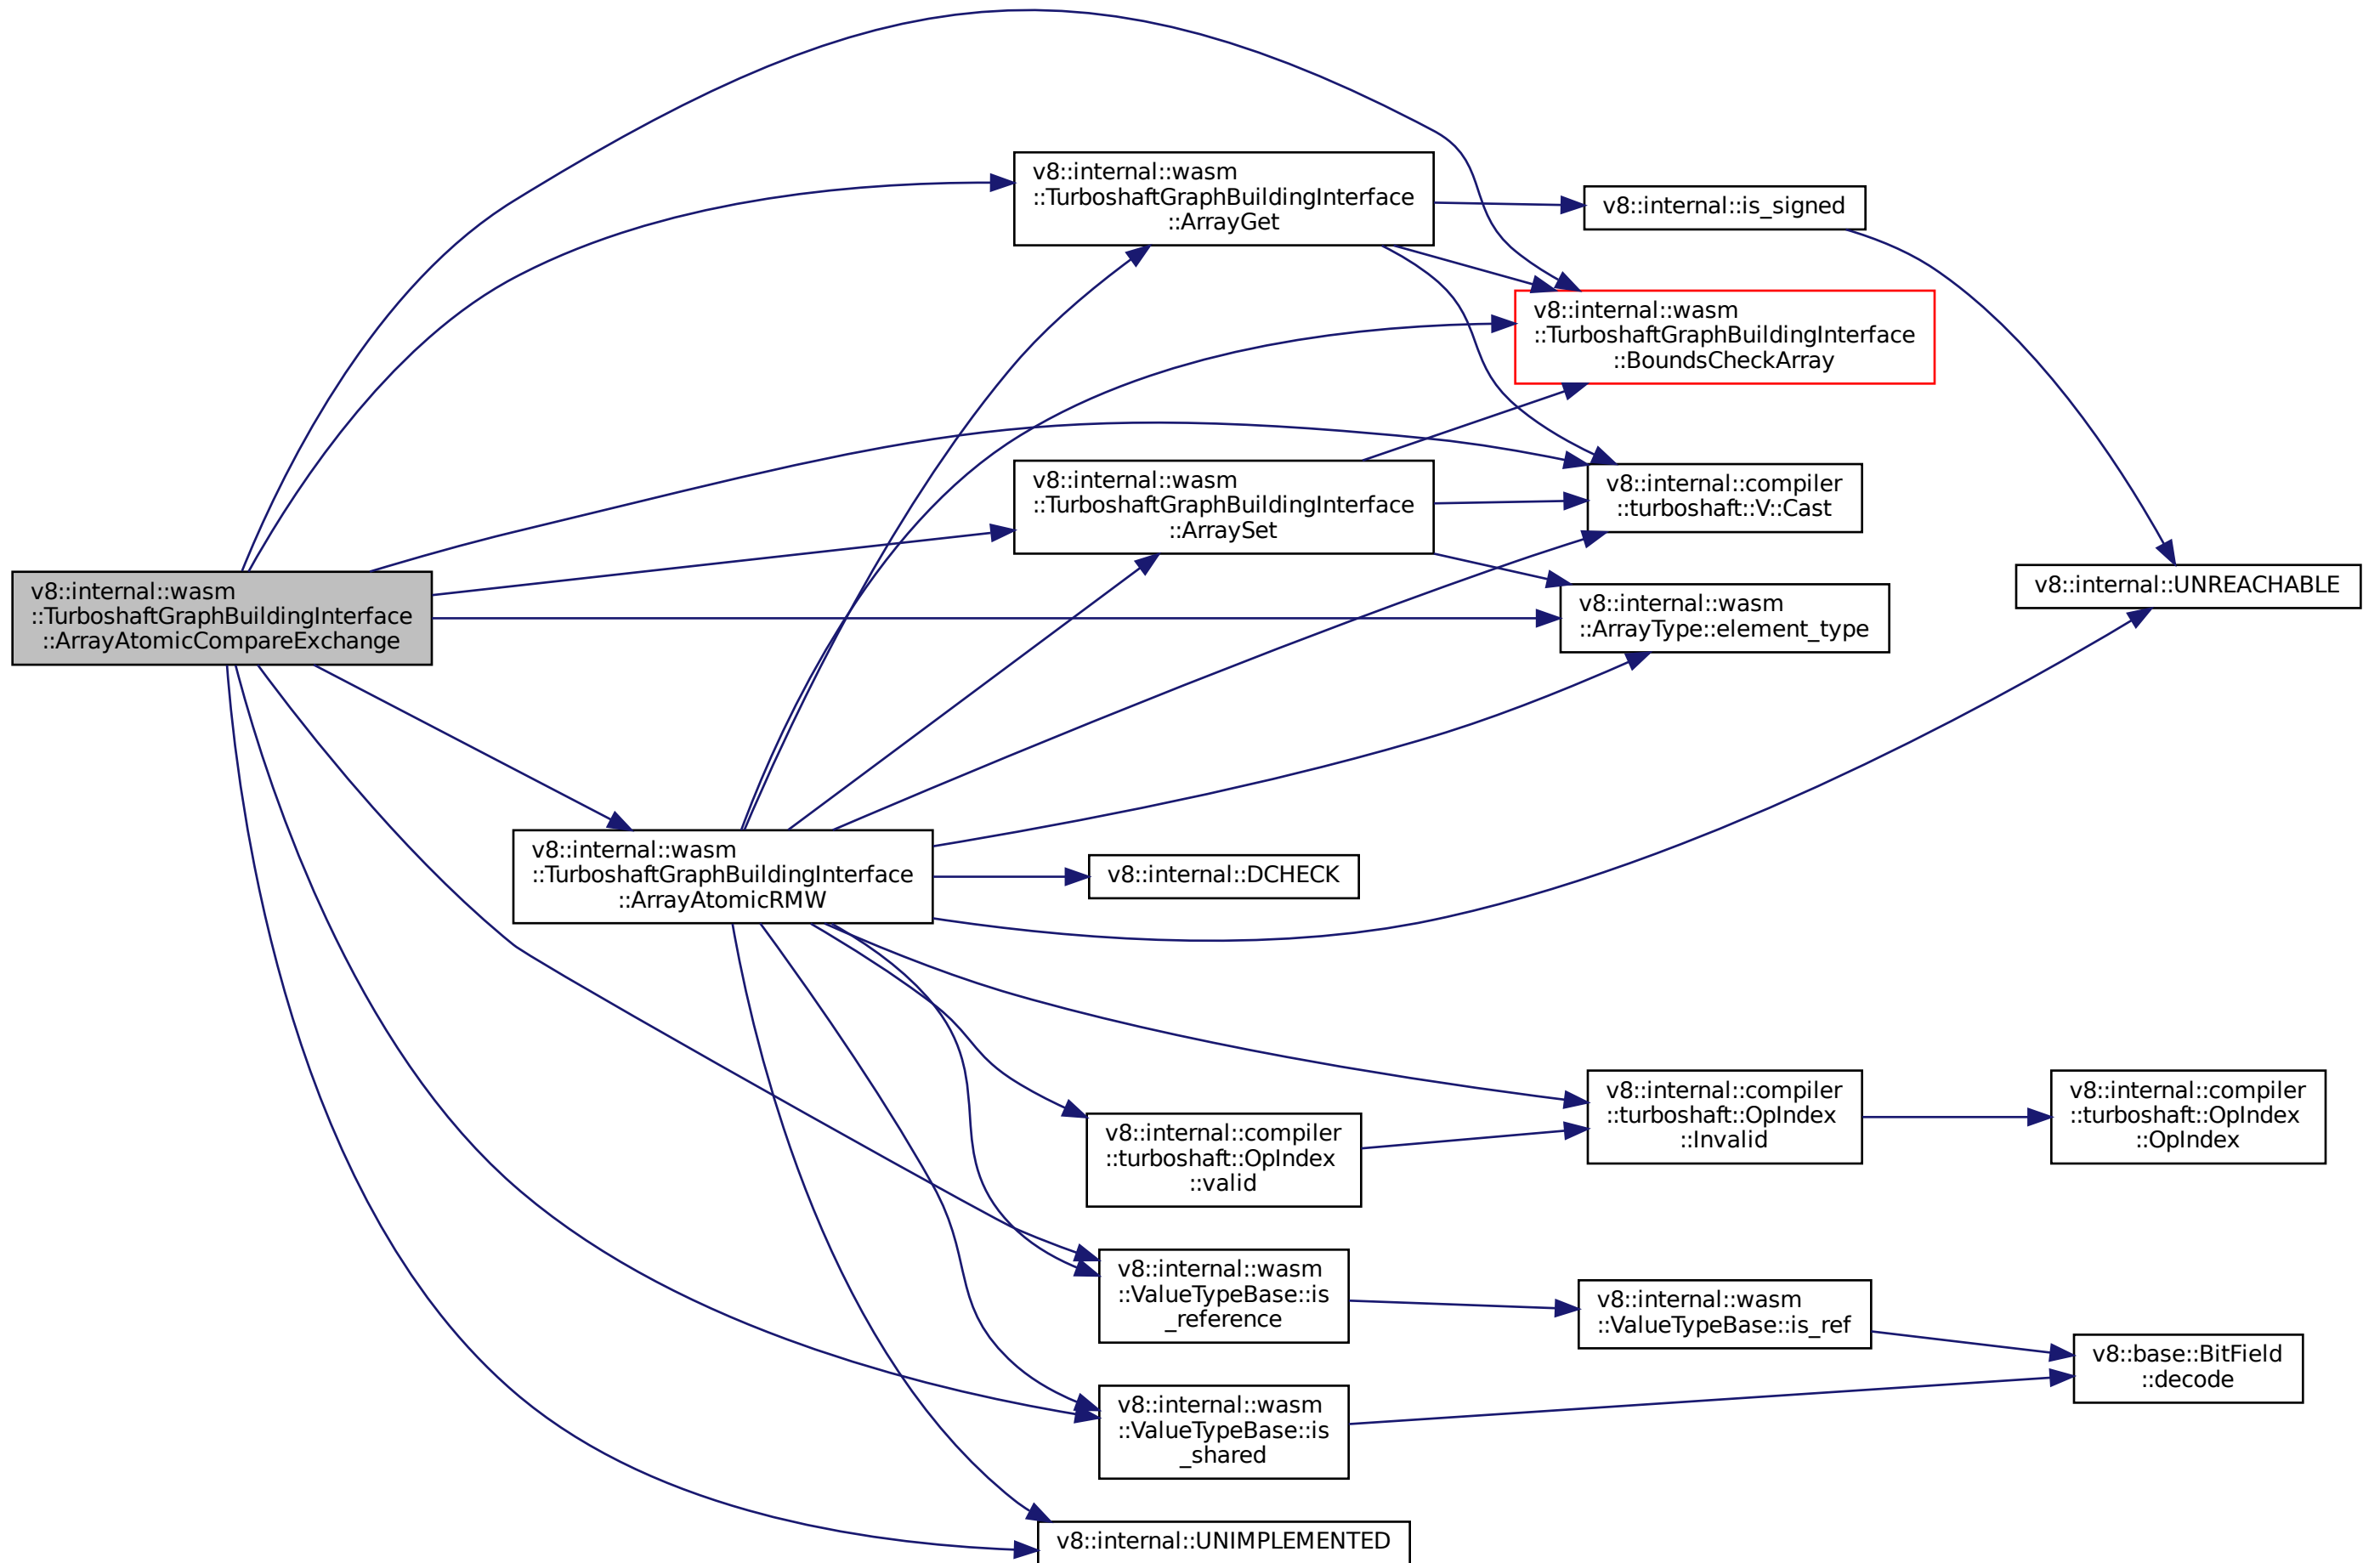 v8::internal::wasm
::TurboshaftGraphBuildingInterface
::ArrayAtomicCompareExchange
v8::internal::wasm
::TurboshaftGraphBuildingInterface
::ArrayGet
v8::internal::is_signed
v8::internal::wasm
::TurboshaftGraphBuildingInterface
::BoundsCheckArray
v8::internal::wasm
::TurboshaftGraphBuildingInterface
::ArraySet
v8::internal::compiler
::turboshaft::V::Cast
v8::internal::wasm
::ArrayType::element_type
v8::internal::UNREACHABLE
v8::internal::wasm
::TurboshaftGraphBuildingInterface
::ArrayAtomicRMW
v8::internal::DCHECK
v8::internal::compiler
::turboshaft::OpIndex
::valid
v8::internal::compiler
::turboshaft::OpIndex
::Invalid
v8::internal::compiler
::turboshaft::OpIndex
::OpIndex
v8::internal::wasm
::ValueTypeBase::is
_reference
v8::internal::wasm
::ValueTypeBase::is_ref
v8::base::BitField
::decode
v8::internal::wasm
::ValueTypeBase::is
_shared
v8::internal::UNIMPLEMENTED